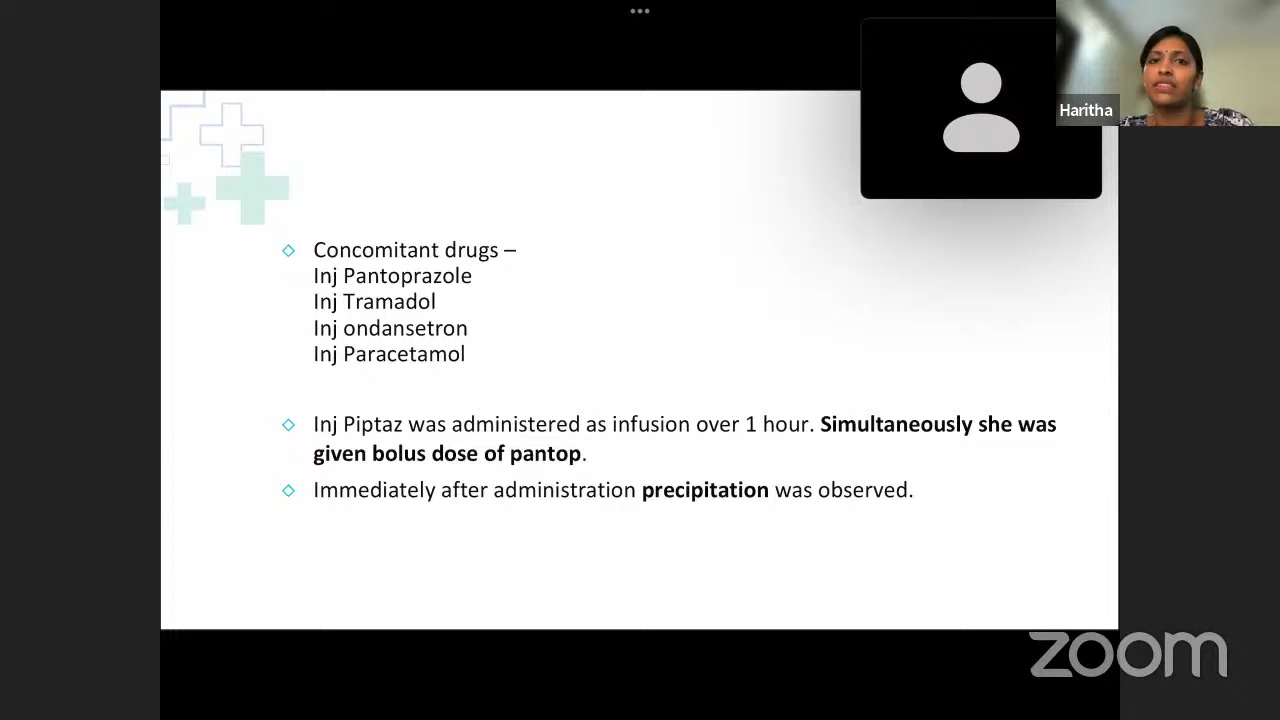 Haritha
Concomitant drugs –
Inj Pantoprazole
Inj Tramadol
Inj ondansetron
Inj Paracetamol
Inj Piptaz was administered as infusion over 1 hour. Simultaneously she was
given bolus dose of pantop.
Immediately after administration precipitation was observed.
zoom